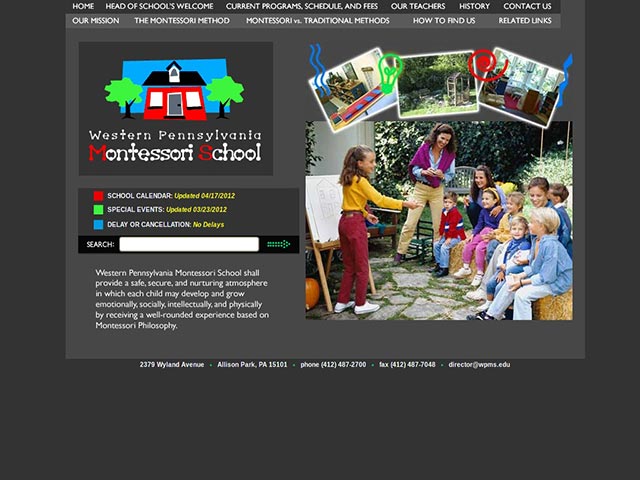 HOME HEAD OF SCHOOL'S WELCOME CURRENT PROGRAMS, SCHEDULE, AND FEES OUR TEACHERS HISTORY CONTACT US
OUR MISSION THE MONTESSORI METHOD MONTESSORI vs. TRADITIONAL METHODS HOW TO FIND US RELATED LINKS
Western Pennsylvania
Montessori School
SCHOOL CALENDAR: Updated 04/17/2012
SPECIAL EVENTS: Updated 03/23/2012
DELAY OR CANCELLATION: No Delays
SEARCH:
Western Pennsylvania Montessori School shall
provide a safe, secure, and nurturing atmosphere
in which each child may develop and grow
emotionally, socially, intellectually, and physically
by receiving a well-rounded experience based on
Montessori Philosophy.
2379 Wyland Avenue • Allison Park, PA 15101 • phone (412) 487-2700 • fax (412) 487-7048 • director@wpms.edu